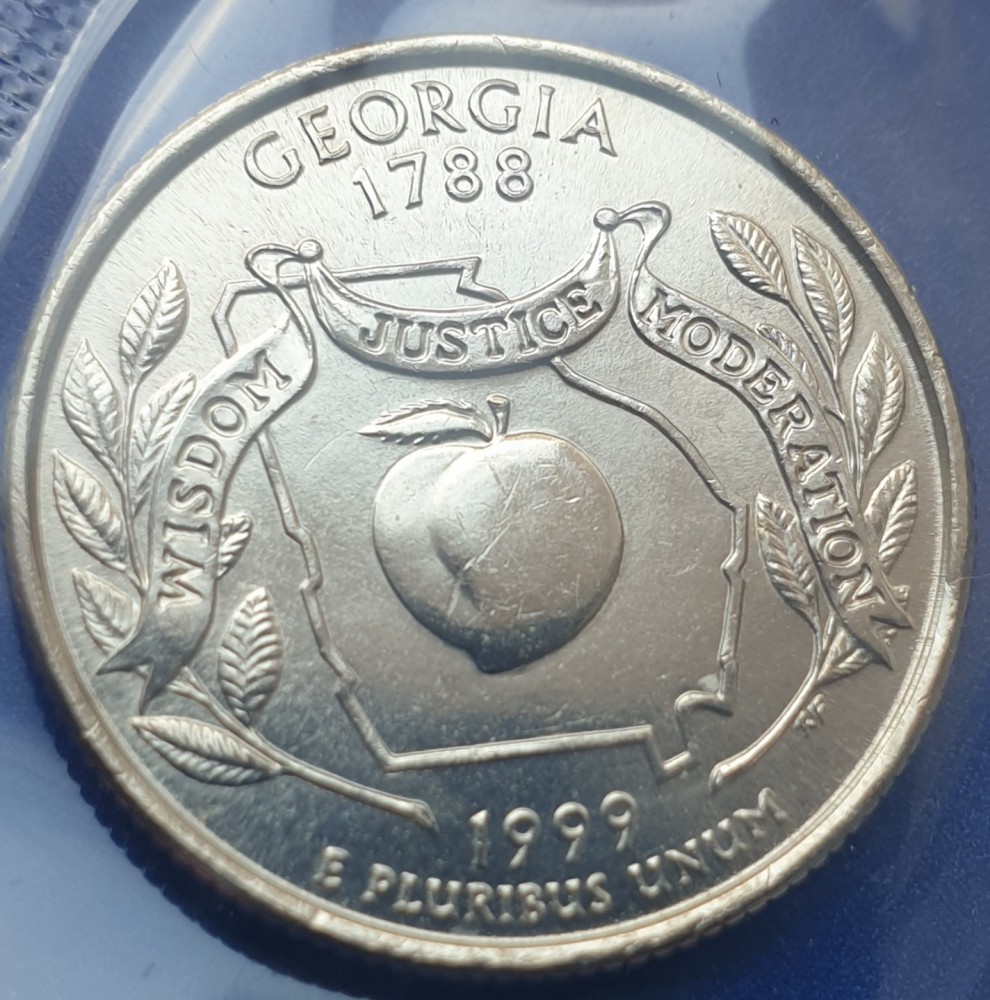 GEORGIA
1788
WISDOM
JUSTICE
MODERATION
1999
E PLURIBUS UNUM